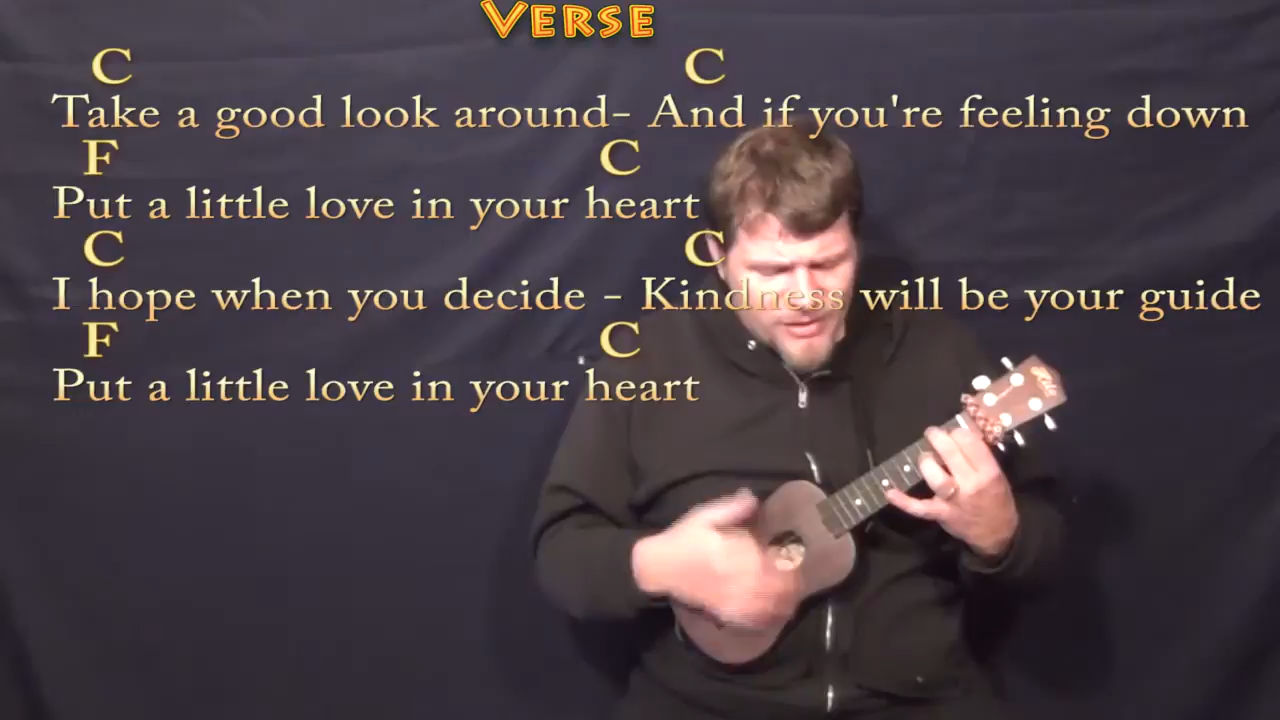 VERSE
C C
Take a good look around- And if you're feeling down
F C
Put a little love in your heart
C C
I hope when you decide - Kindness will be your guide
F C
Put a little love in your heart